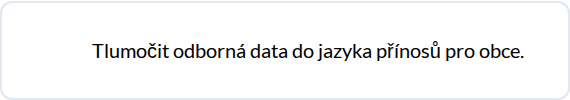 Tlumočit odborná data do jazyka přínosů pro obce.